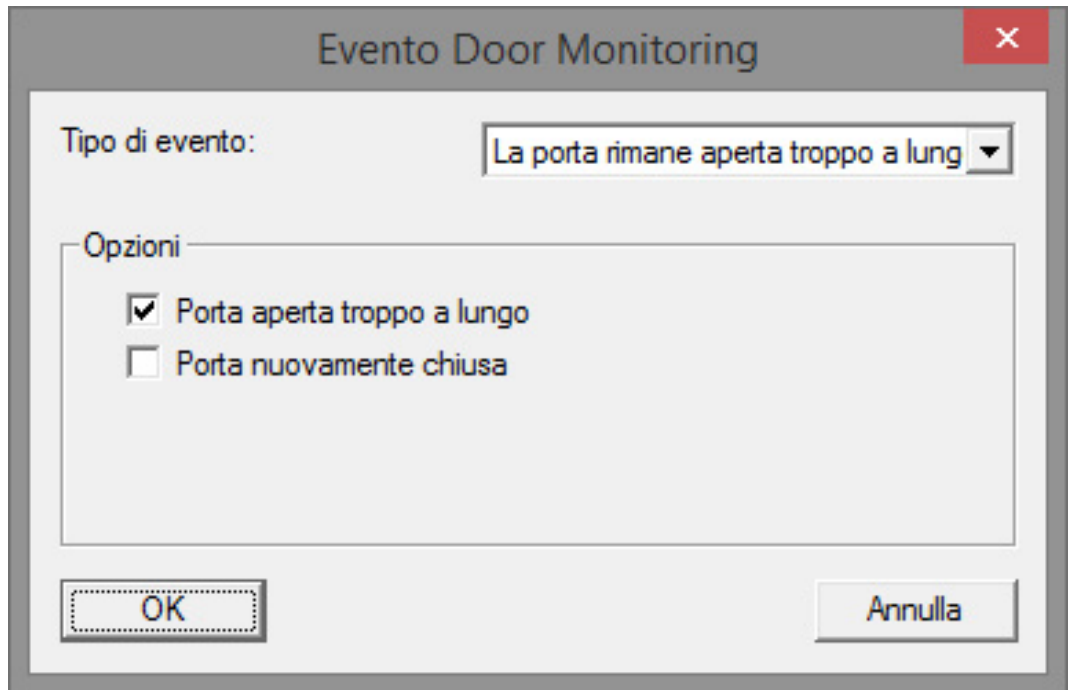 Evento Door Monitoring
Tipo di evento:
La porta rimane aperta troppo a lung
Opzioni
Porta aperta troppo a lungo
Porta nuovamente chiusa
OK
Annulla